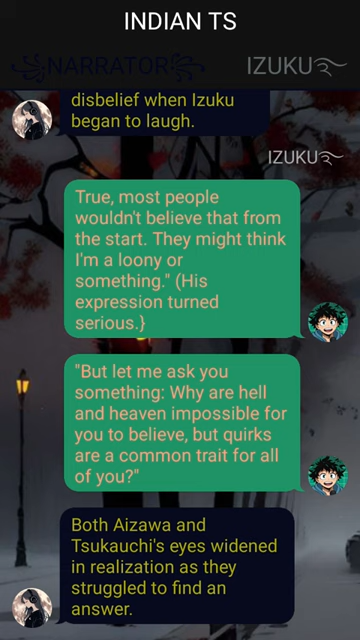 INDIAN TS
NARRATOR
IZUKU
disbelief when Izuku
began to laugh.
IZUKU
True, most people
wouldn't believe that from
the start. They might think
I'm a loony or
something." (His
expression turned
serious.}
"But let me ask you
something: Why are hell
and heaven impossible for
you to believe, but quirks
are a common trait for all
of you?"
Both Aizawa and
Tsukauchi's eyes widened
in realization as they
struggled to find an
answer.